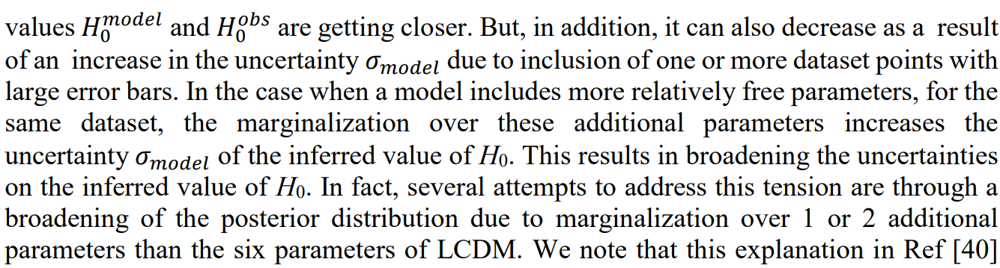 values $H_0^{model}$ and $H_0^{obs}$ are getting closer. But, in addition, it can also decrease as a result
of an increase in the uncertainty $\sigma_{model}$ due to inclusion of one or more dataset points with
large error bars. In the case when a model includes more relatively free parameters, for the
same dataset, the marginalization over these additional parameters increases the
uncertainty $\sigma_{model}$ of the inferred value of $H_0$. This results in broadening the uncertainties
on the inferred value of $H_0$. In fact, several attempts to address this tension are through a
broadening of the posterior distribution due to marginalization over 1 or 2 additional
parameters than the six parameters of LCDM. We note that this explanation in Ref [40]